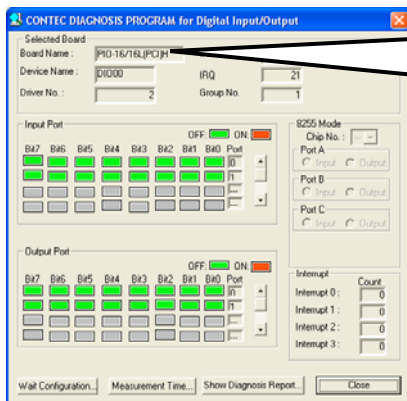 CONTEC DIAGNOSIS PROGRAM for Digital Input/Output
Selected Board
Board Name : PIO-16/16L(PCI)H
Device Name : DIO00 IRQ 21
Driver No. : 2 Group No. 1
Input Port
OFF: ON:
Bit7 Bit6 Bit5 Bit4 Bit3 Bit2 Bit1 Bit0 Port
0
1
...
...
Output Port
OFF: ON:
Bit7 Bit6 Bit5 Bit4 Bit3 Bit2 Bit1 Bit0 Port
0
1
...
...
8255 Mode
Chip No. : --
Port A
Input Output
Port B
Input Output
Port C
Input Output
Interrupt
Count
Interrupt 0 : 0
Interrupt 1 : 0
Interrupt 2 : 0
Interrupt 3 : 0
Wait Configuration... Measurement Time... Show Diagnosis Report... Close